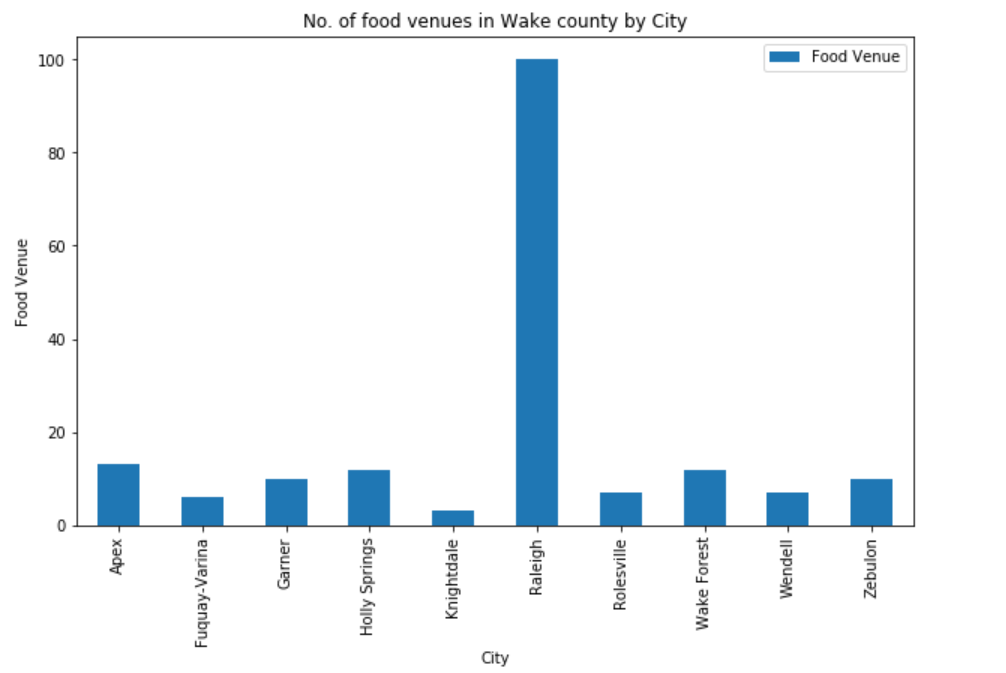 No. of food venues in Wake county by City
Food Venue
100
80
60
40
20
0
Food Venue
Apex
Fuquay-Varina
Garner
Holly Springs
Knightdale
Raleigh
Rolesville
Wake Forest
Wendell
Zebulon
City